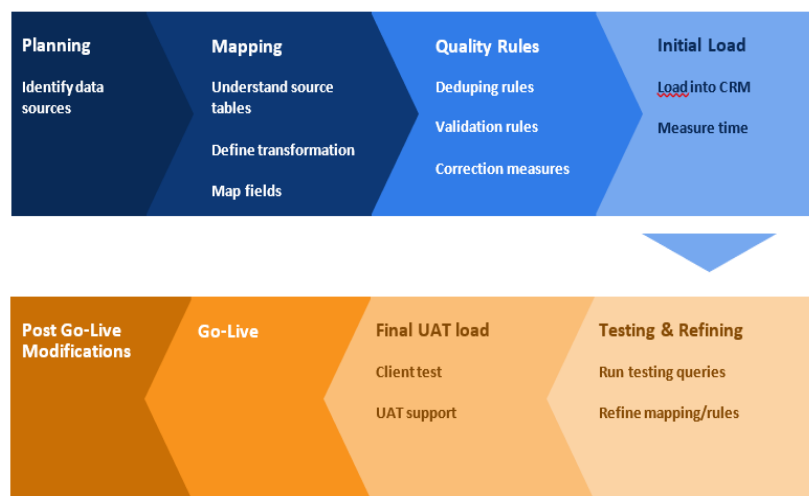 Planning
Identify data
sources
Mapping
Understand source
tables
Define transformation
Map fields
Quality Rules
Deduping rules
Validation rules
Correction measures
Initial Load
Load into CRM
Measure time
Post Go-Live
Modifications
Go-Live
Final UAT load
Client test
UAT support
Testing & Refining
Run testing queries
Refine mapping/rules